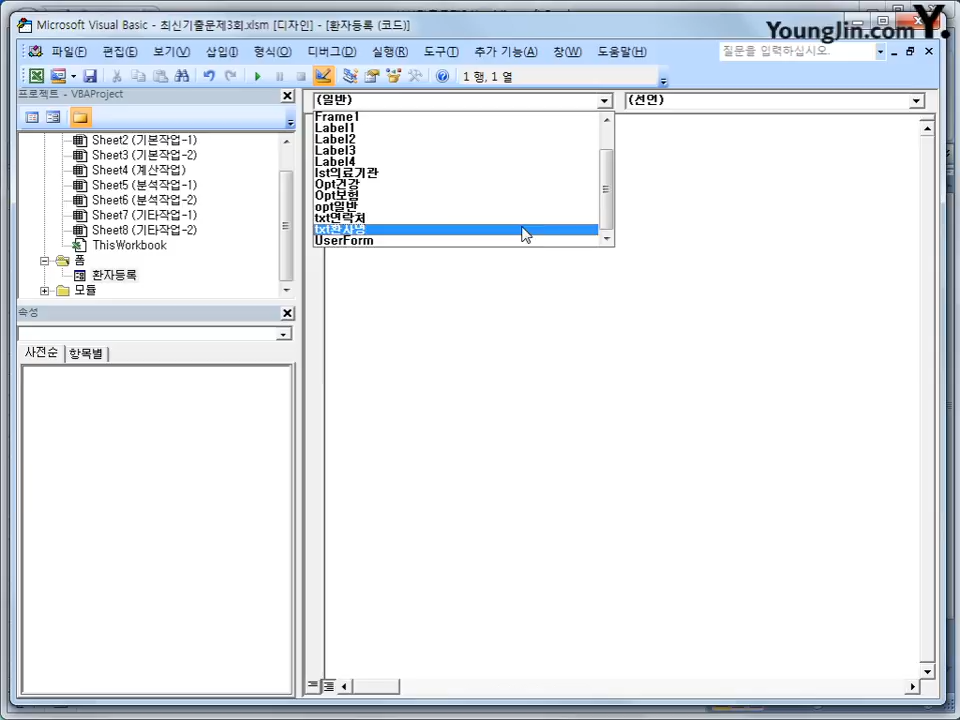 Microsoft Visual Basic - 최신기출문제3회.xlsm [디자인] - [환자등록 (코드)]
YoungJin.com Y.
파일(F) 편집(E) 보기(V) 삽입(I) 형식(O) 디버그(D) 실행(R) 도구(T) 추가 기능(A) 창(W) 도움말(H) 질문을 입력하십시오.
1 행, 1 열
프로젝트 - VBAProject
(일반) (선언)
Frame1
Label1
Label2
Label3
Label4
lst의료기관
Opt건강
Opt보험
opt일반
txt연락처
txt환자명
UserForm
Sheet2 (기본작업-1)
Sheet3 (기본작업-2)
Sheet4 (계산작업)
Sheet5 (분석작업-1)
Sheet6 (분석작업-2)
Sheet7 (기타작업-1)
Sheet8 (기타작업-2)
ThisWorkbook
폼
환자등록
모듈
속성
사전순 항목별